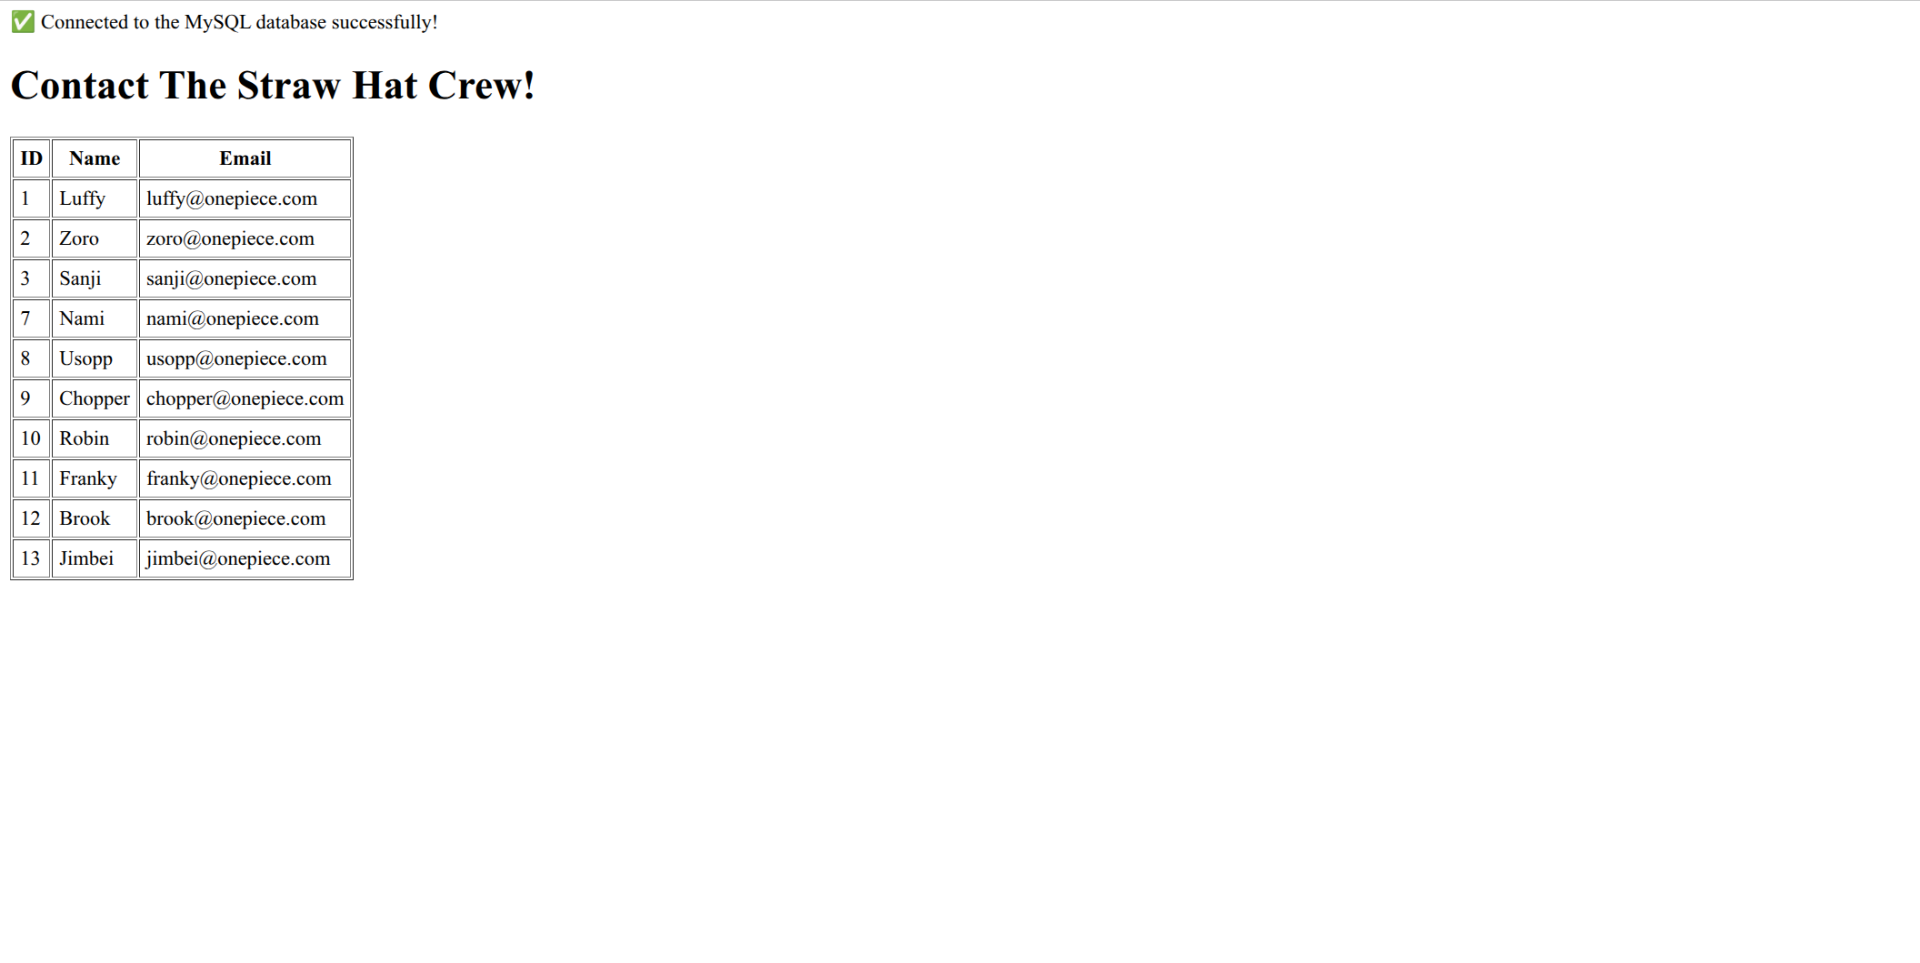 ✅ Connected to the MySQL database successfully!
Contact The Straw Hat Crew!
ID Name Email
1 Luffy luffy@onepiece.com
2 Zoro zoro@onepiece.com
3 Sanji sanji@onepiece.com
7 Nami nami@onepiece.com
8 Usopp usopp@onepiece.com
9 Chopper chopper@onepiece.com
10 Robin robin@onepiece.com
11 Franky franky@onepiece.com
12 Brook brook@onepiece.com
13 Jimbei jimbei@onepiece.com